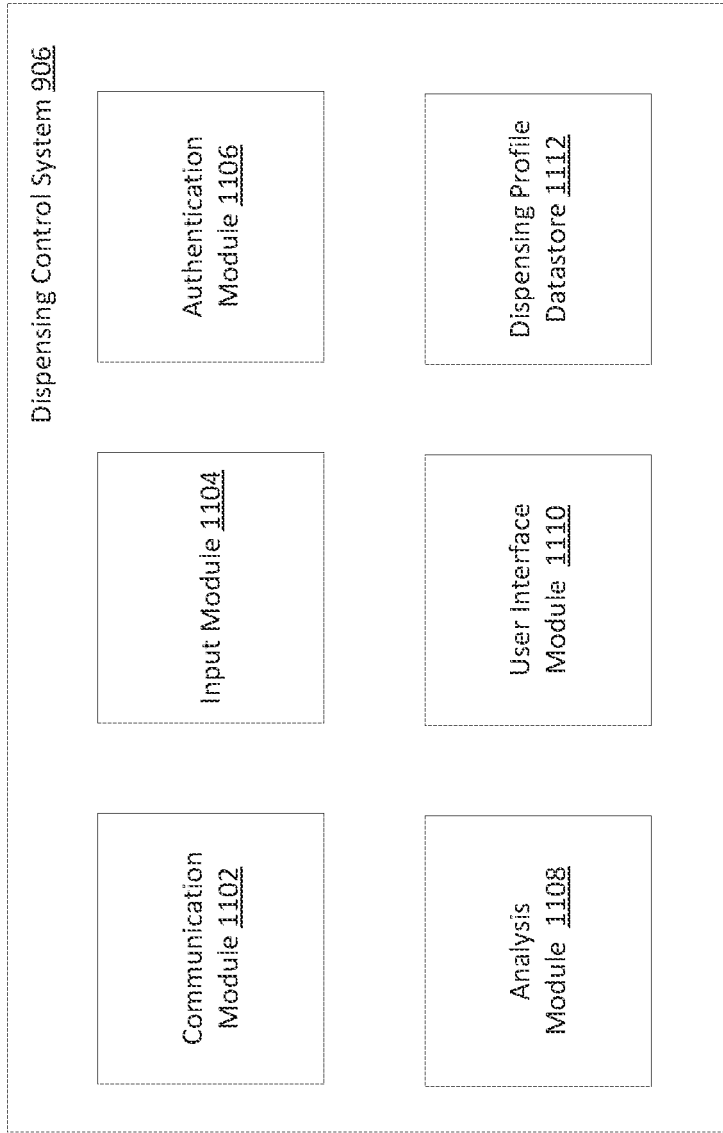 Dispensing Control System 906
Communication
Module 1102
Input Module 1104
Authentication
Module 1106
Analysis
Module 1108
User Interface
Module 1110
Dispensing Profile
Datastore 1112